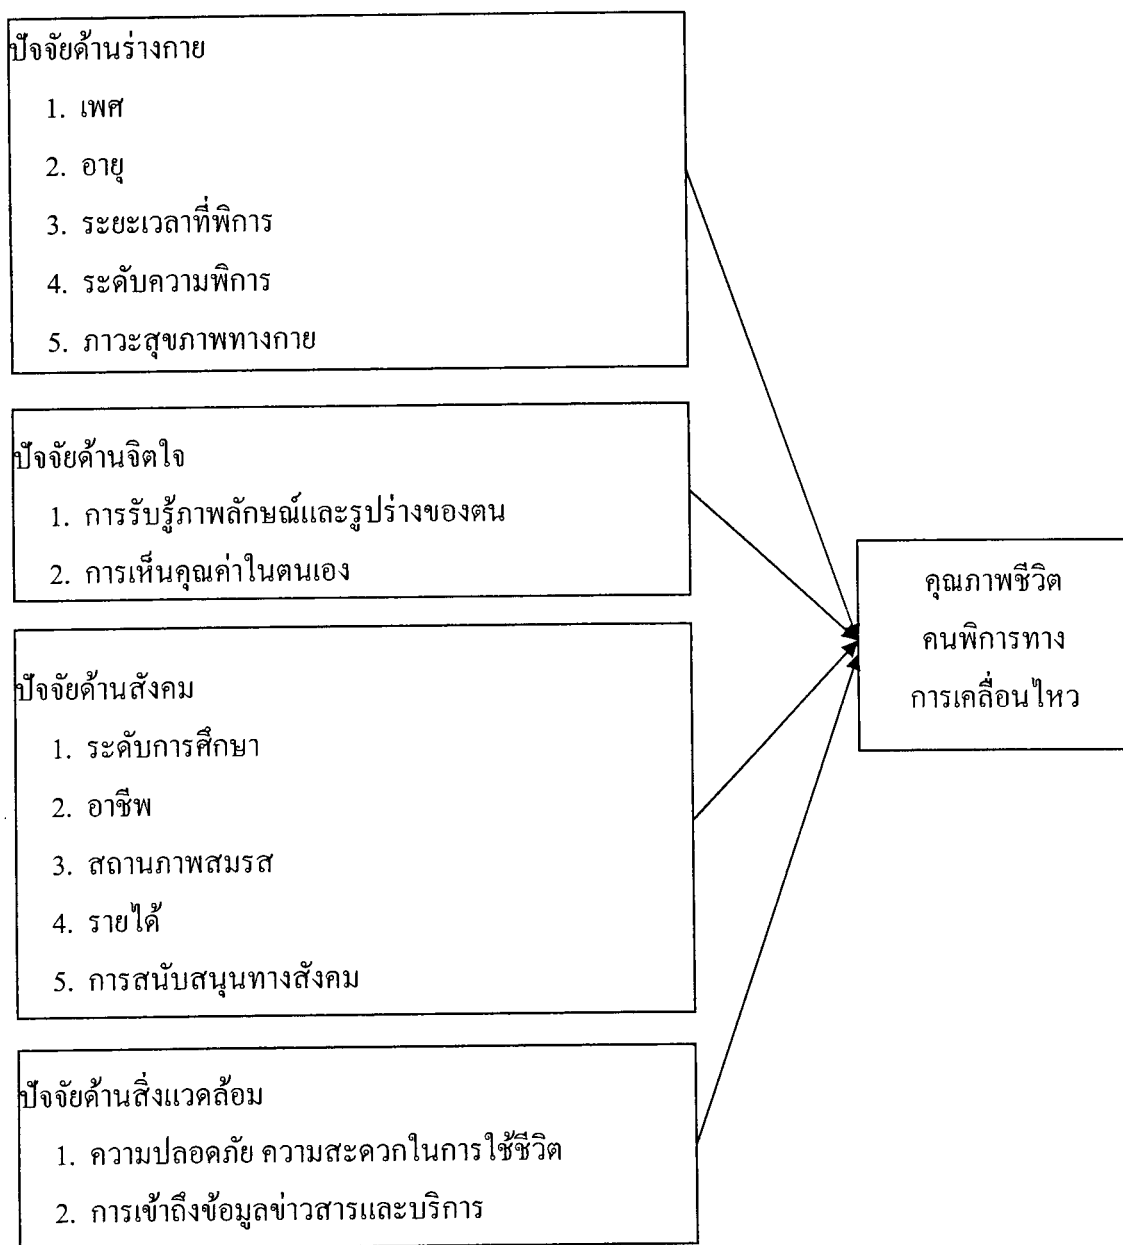 ปัจจัยด้านร่างกาย
1. เพศ
2. อายุ
3. ระยะเวลาที่พิการ
4. ระดับความพิการ
5. ภาวะสุขภาพทางกาย
ปัจจัยด้านจิตใจ
1. การรับรู้ภาพลักษณ์และรูปร่างของตน
2. การเห็นคุณค่าในตนเอง
ปัจจัยด้านสังคม
1. ระดับการศึกษา
2. อาชีพ
3. สถานภาพสมรส
4. รายได้
5. การสนับสนุนทางสังคม
ปัจจัยด้านสิ่งแวดล้อม
1. ความปลอดภัย ความสะดวกในการใช้ชีวิต
2. การเข้าถึงข้อมูลข่าวสารและบริการ
คุณภาพชีวิต
คนพิการทาง
การเคลื่อนไหว